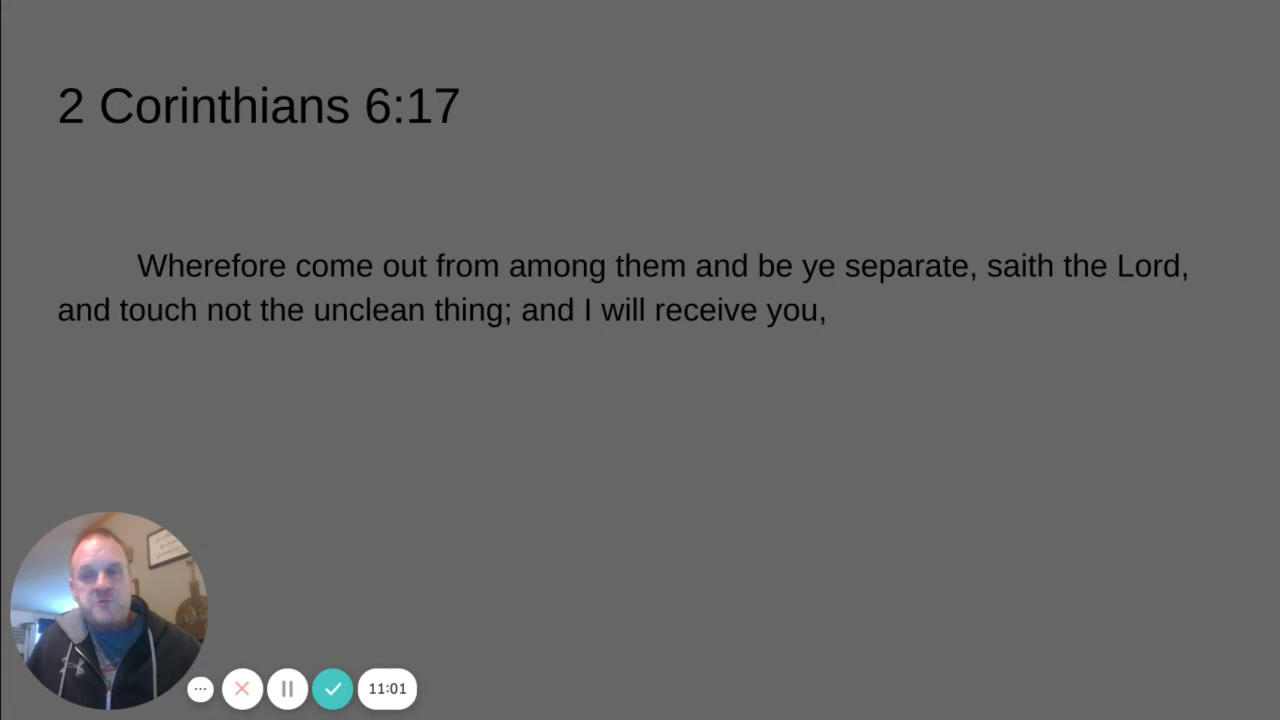 2 Corinthians 6:17
Wherefore come out from among them and be ye separate, saith the Lord,
and touch not the unclean thing; and I will receive you,
11:01